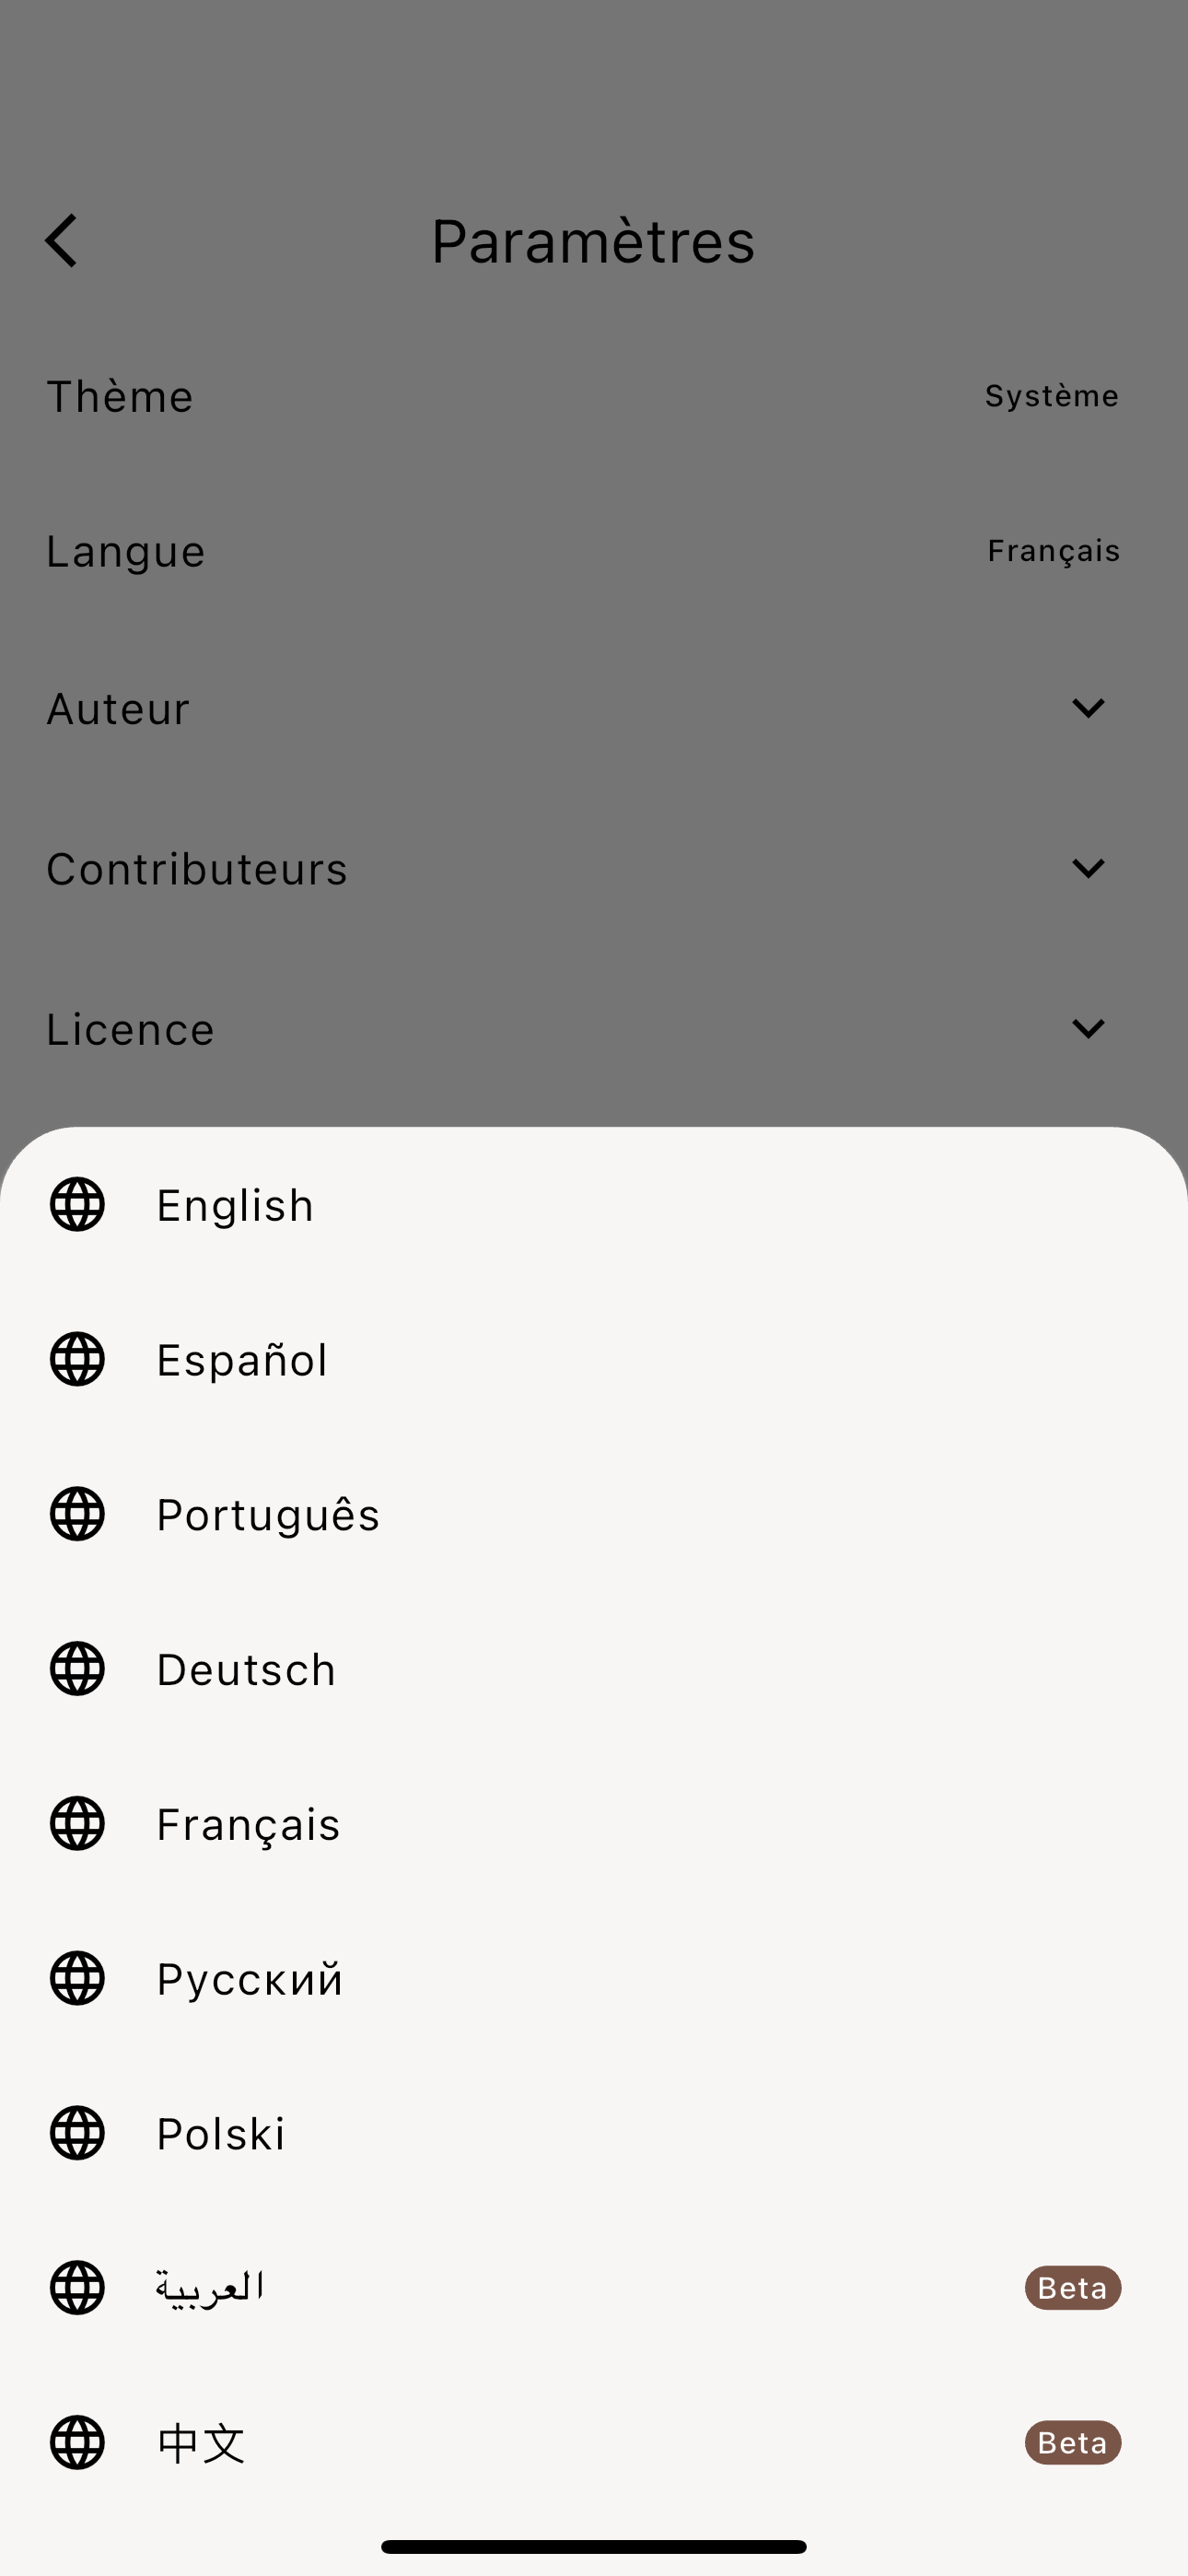 Paramètres
Thème Système
Langue Français
Auteur
Contributeurs
Licence
English
Español
Português
Deutsch
Français
Русский
Polski
العربية Beta
中文 Beta